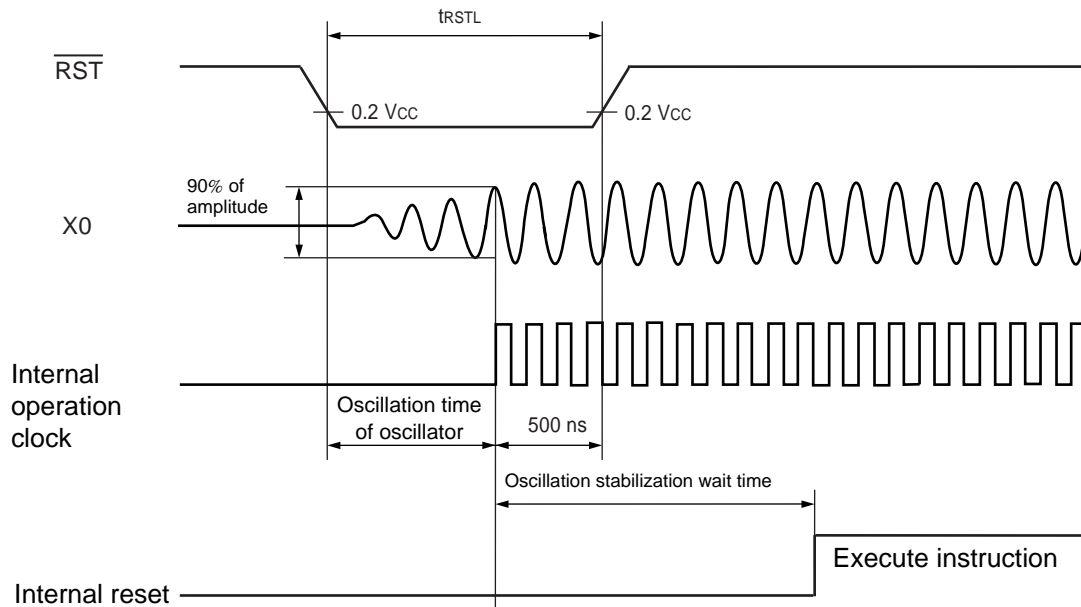 tRSTL
RST
0.2 VCC
0.2 VCC
90% of
amplitude
X0
Internal
operation
clock
Oscillation time
of oscillator
500 ns
Oscillation stabilization wait time
Execute instruction
Internal reset